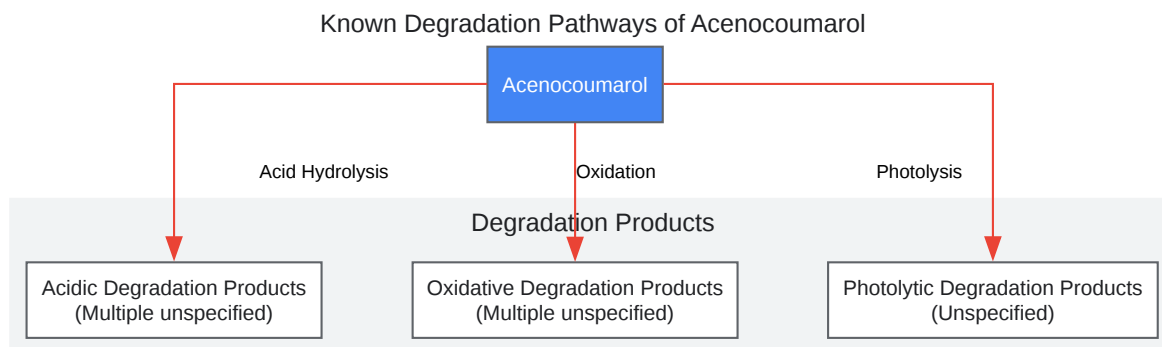 Known Degradation Pathways of Acenocoumarol
Acenocoumarol
Acid Hydrolysis
Oxidation
Photolysis
Degradation Products
Acidic Degradation Products
(Multiple unspecified)
Oxidative Degradation Products
(Multiple unspecified)
Photolytic Degradation Products
(Unspecified)